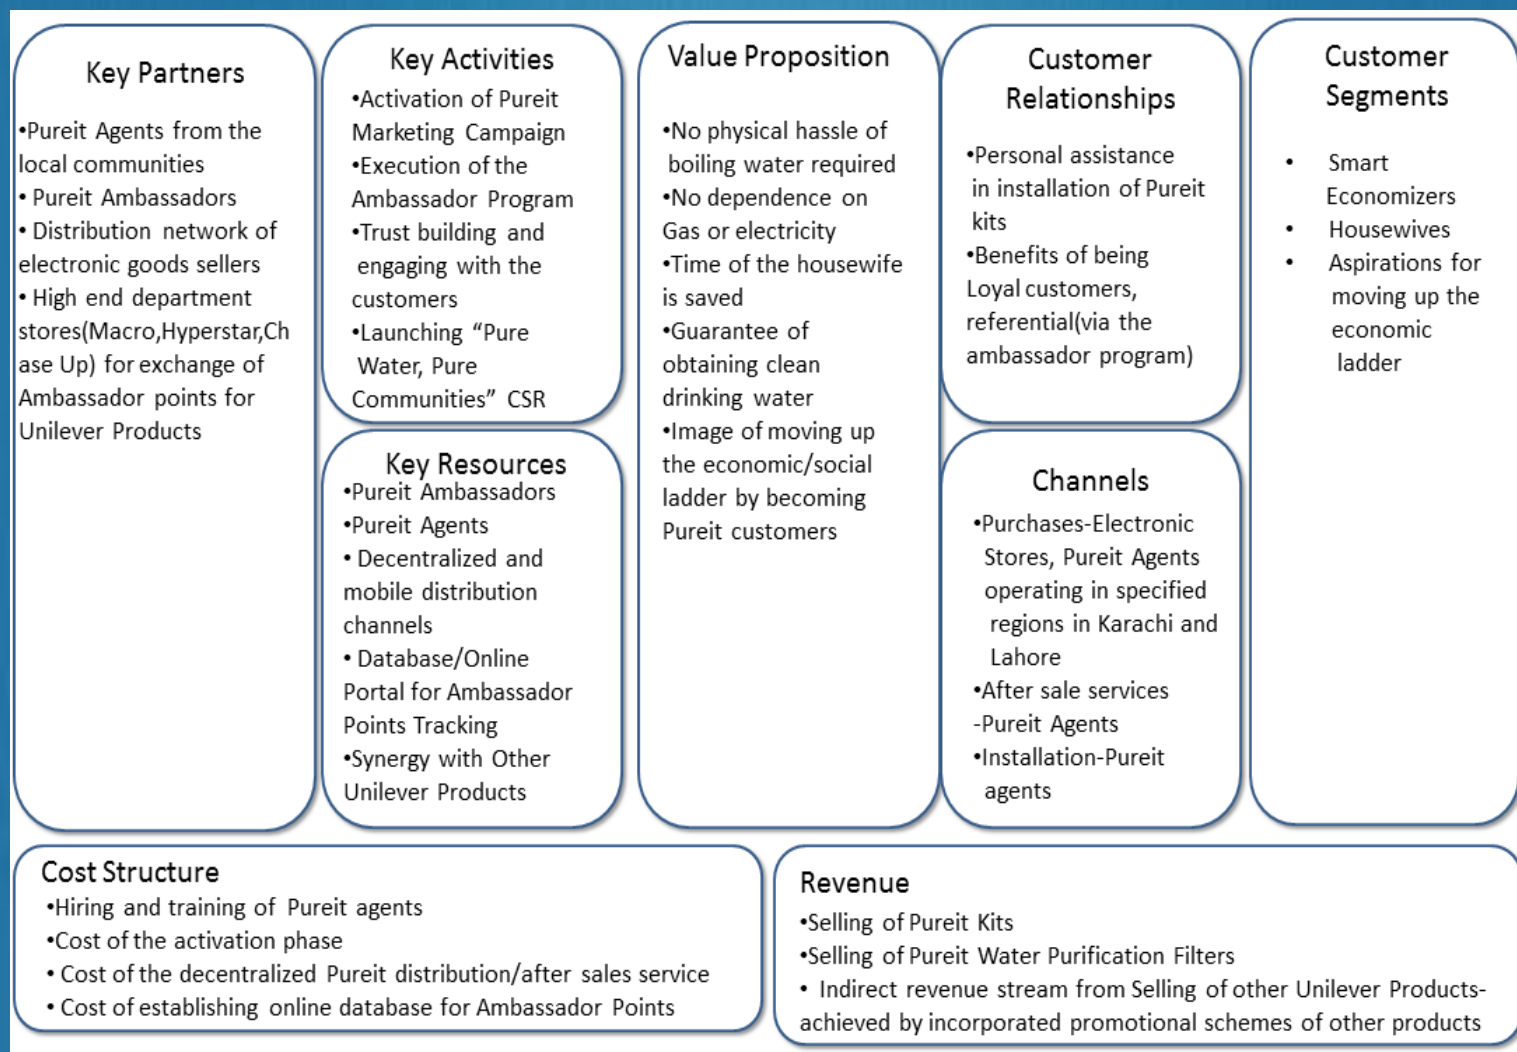 Key Partners
•Pureit Agents from the
local communities
• Pureit Ambassadors
• Distribution network of
electronic goods sellers
• High end department
stores(Macro,Hyperstar,Ch
ase Up) for exchange of
Ambassador points for
Unilever Products
Key Activities
•Activation of Pureit
Marketing Campaign
•Execution of the
Ambassador Program
•Trust building and
engaging with the
customers
•Launching “Pure
Water, Pure
Communities” CSR
Key Resources
•Pureit Ambassadors
•Pureit Agents
• Decentralized and
mobile distribution
channels
• Database/Online
Portal for Ambassador
Points Tracking
•Synergy with Other
Unilever Products
Value Proposition
•No physical hassle of
boiling water required
•No dependence on
Gas or electricity
•Time of the housewife
is saved
•Guarantee of
obtaining clean
drinking water
•Image of moving up
the economic/social
ladder by becoming
Pureit customers
Customer
Relationships
•Personal assistance
in installation of Pureit
kits
•Benefits of being
Loyal customers,
referential(via the
ambassador program)
Channels
•Purchases-Electronic
Stores, Pureit Agents
operating in specified
regions in Karachi and
Lahore
•After sale services
-Pureit Agents
•Installation-Pureit
agents
Customer
Segments
• Smart
Economizers
• Housewives
• Aspirations for
moving up the
economic
ladder
Cost Structure
•Hiring and training of Pureit agents
•Cost of the activation phase
• Cost of the decentralized Pureit distribution/after sales service
• Cost of establishing online database for Ambassador Points
Revenue
•Selling of Pureit Kits
•Selling of Pureit Water Purification Filters
• Indirect revenue stream from Selling of other Unilever Products-
achieved by incorporated promotional schemes of other products